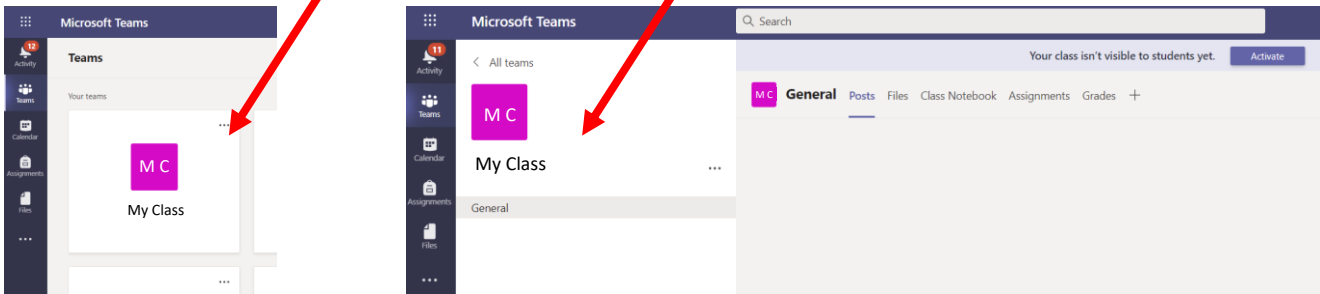 Microsoft Teams
12
Activity
Teams
Calendar
Assignments
Files
...
Teams
Your teams
...
M C
My Class
...
Microsoft Teams
Search
11
Activity
Teams
Calendar
Assignments
Files
...
All teams
M C
My Class
...
General
Your class isn't visible to students yet. Activate
M C General Posts Files Class Notebook Assignments Grades +